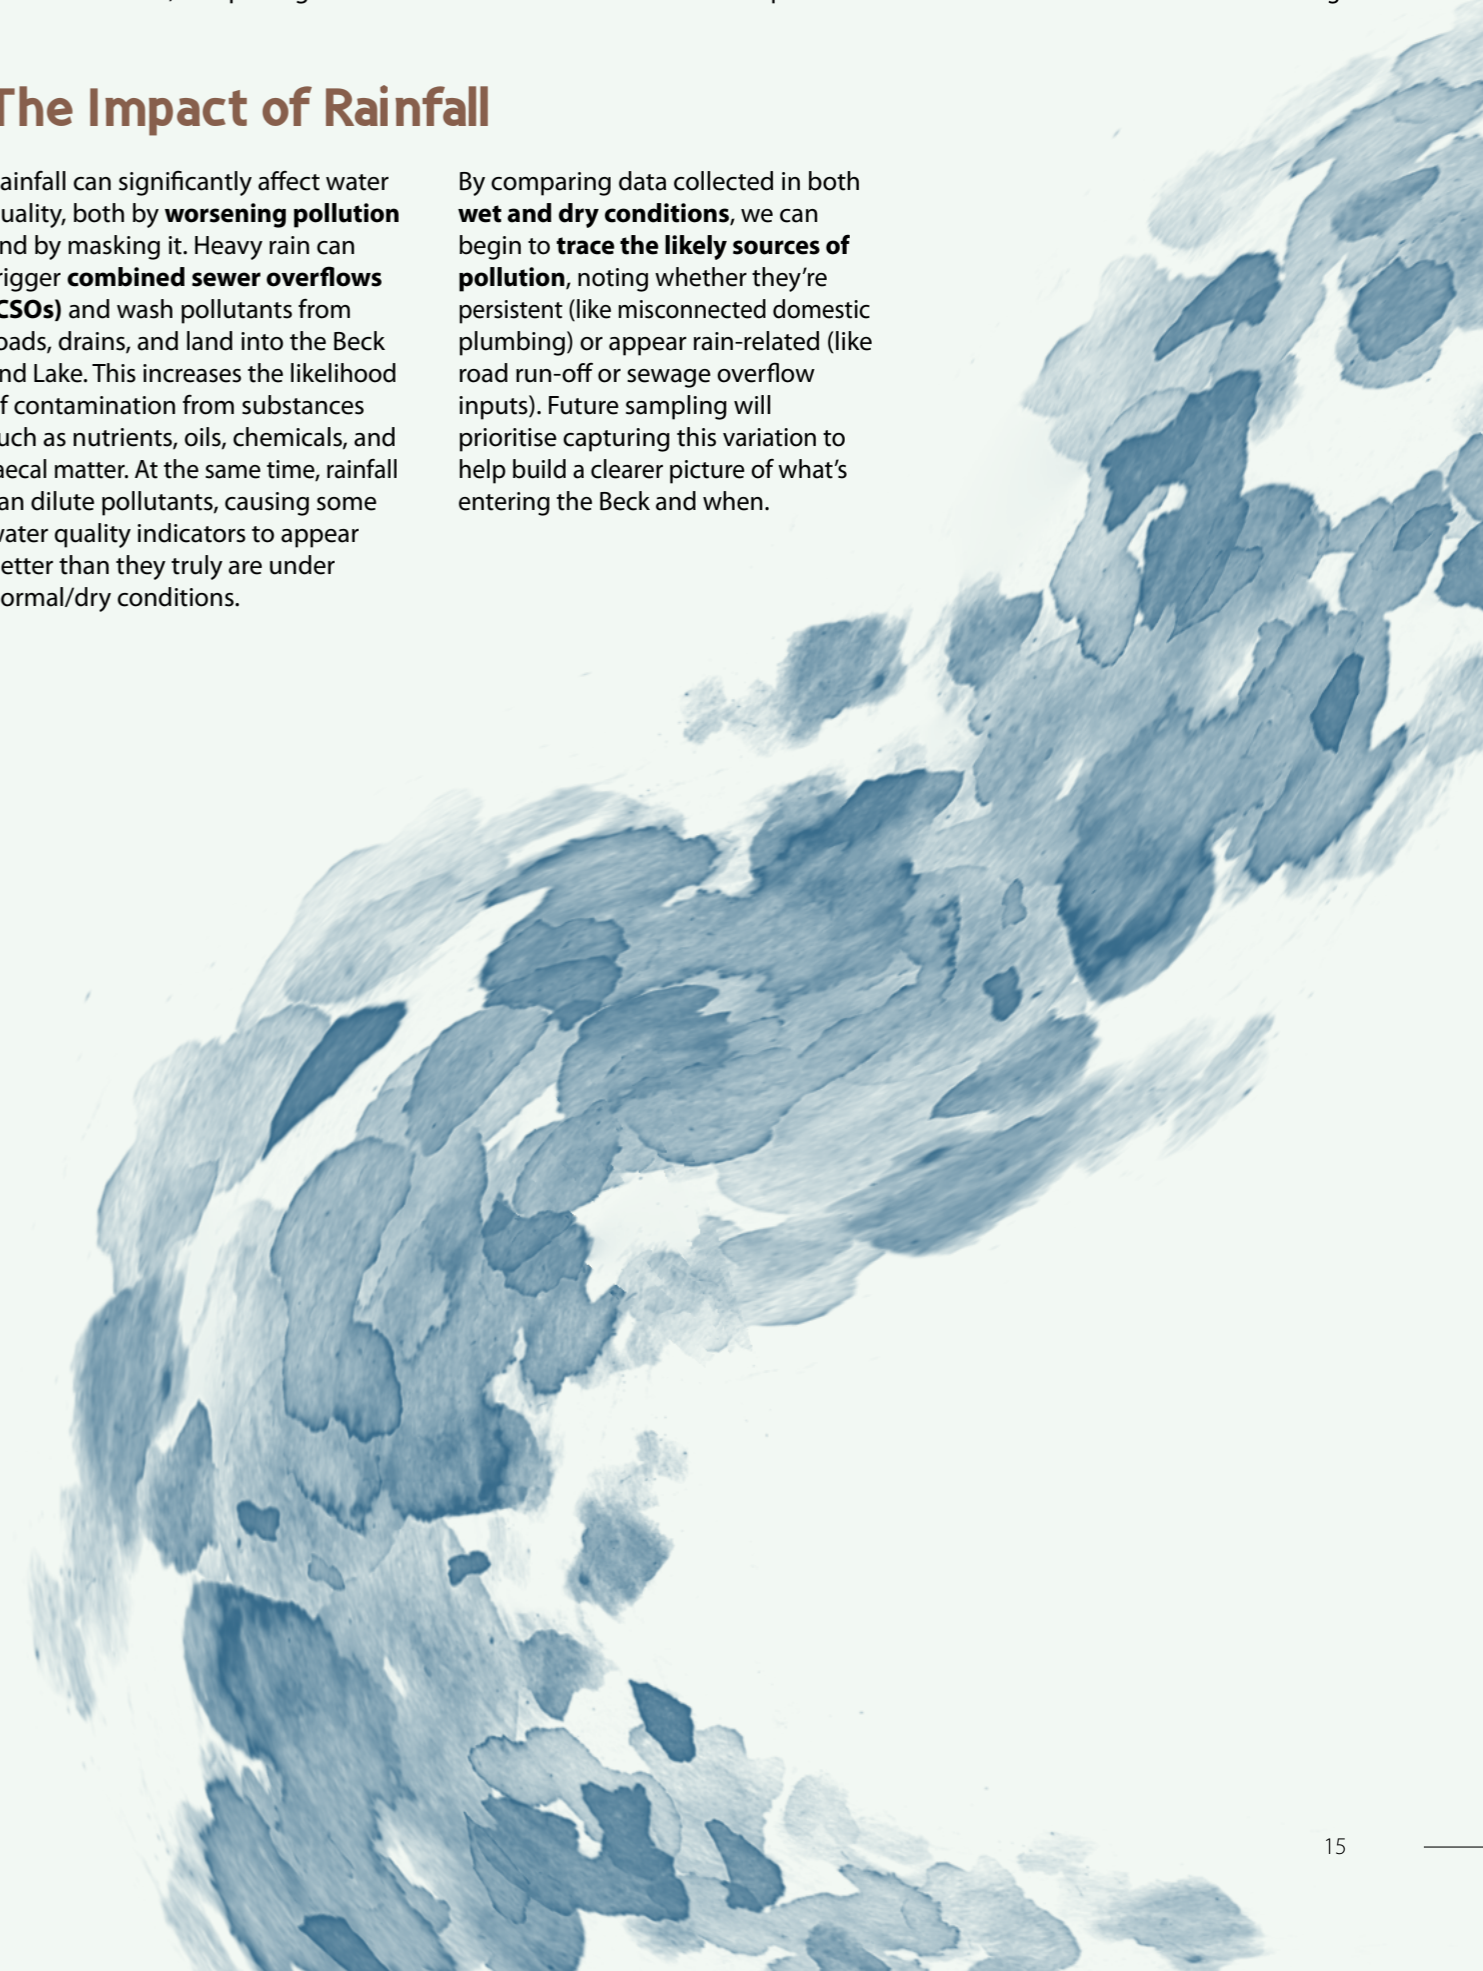 The Impact of Rainfall
ainfall can significantly affect water
uality, both by worsening pollution
nd by masking it. Heavy rain can
rigger combined sewer overflows
CSOs) and wash pollutants from
oads, drains, and land into the Beck
nd Lake. This increases the likelihood
f contamination from substances
uch as nutrients, oils, chemicals, and
aecal matter. At the same time, rainfall
an dilute pollutants, causing some
vater quality indicators to appear
etter than they truly are under
ormal/dry conditions.
By comparing data collected in both
wet and dry conditions, we can
begin to trace the likely sources of
pollution, noting whether they're
persistent (like misconnected domestic
plumbing) or appear rain-related (like
road run-off or sewage overflow
inputs). Future sampling will
prioritise capturing this variation to
help build a clearer picture of what's
entering the Beck and when.
15